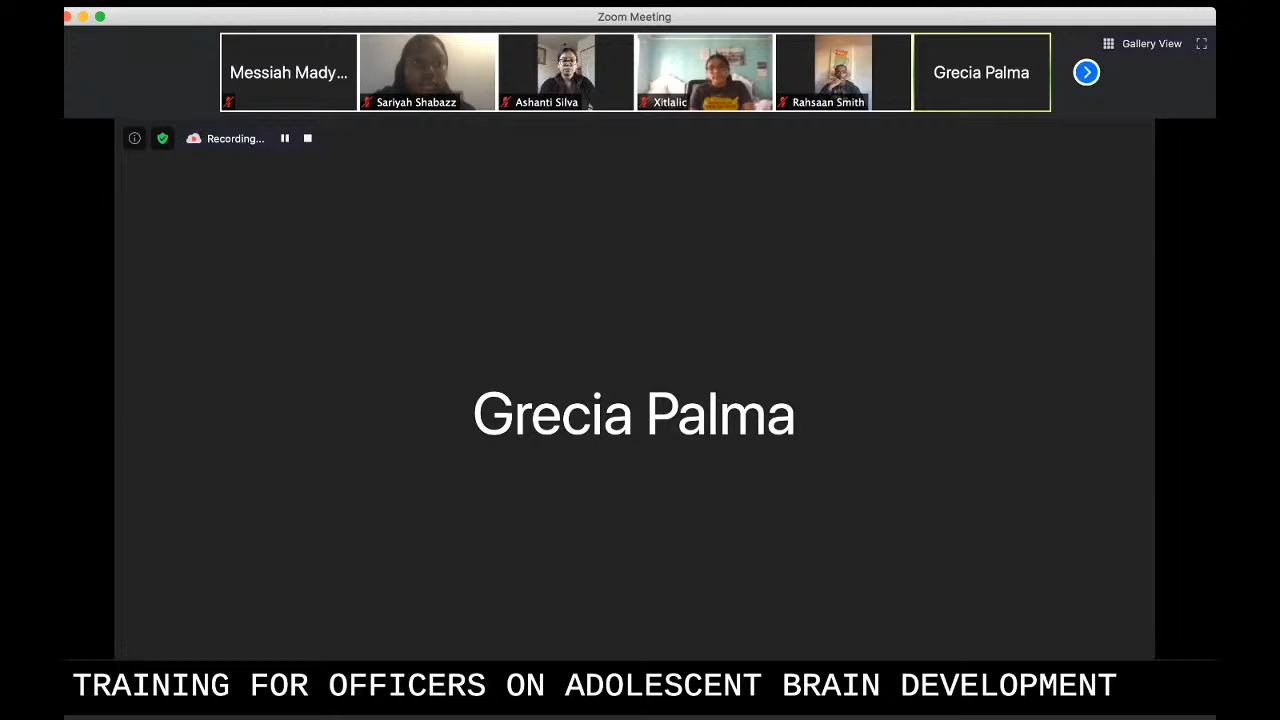 Zoom Meeting
Gallery View
Messiah Mady...
Sariyah Shabazz
Ashanti Silva
Xitlalic
Rahsaan Smith
Grecia Palma
Recording...
Grecia Palma
TRAINING FOR OFFICERS ON ADOLESCENT BRAIN DEVELOPMENT